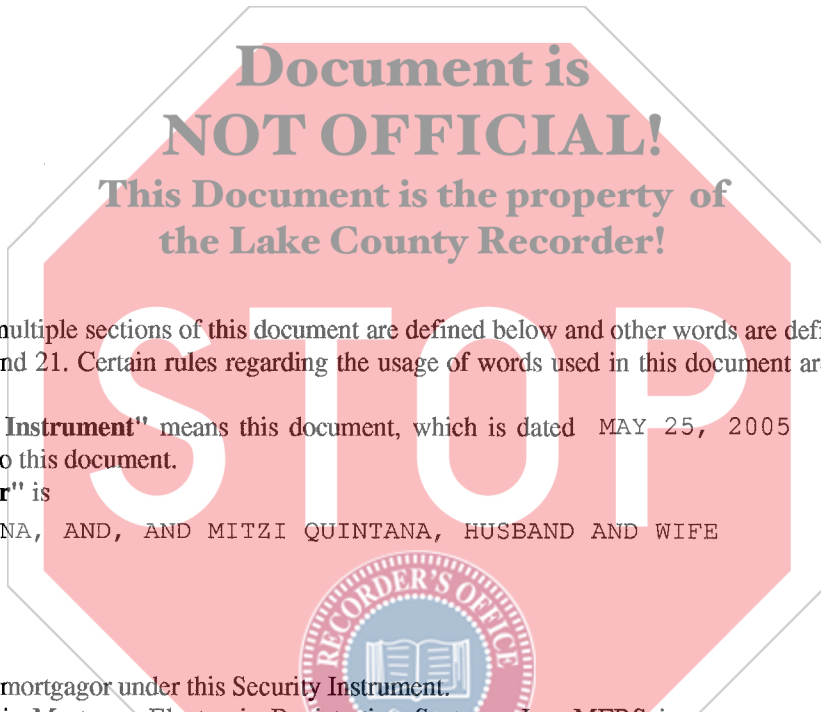 Document is
NOT OFFICIAL!
This Document is the property of
the Lake County Recorder!
STOP
multiple sections of this document are defined below and other words are defi
nd 21. Certain rules regarding the usage of words used in this document ar
Instrument" means this document, which is dated MAY 25, 2005
o this document.
r" is
NA, AND, AND MITZI QUINTANA, HUSBAND AND WIFE
RECORDER'S OFFICE
mortgagor under this Security Instrument.